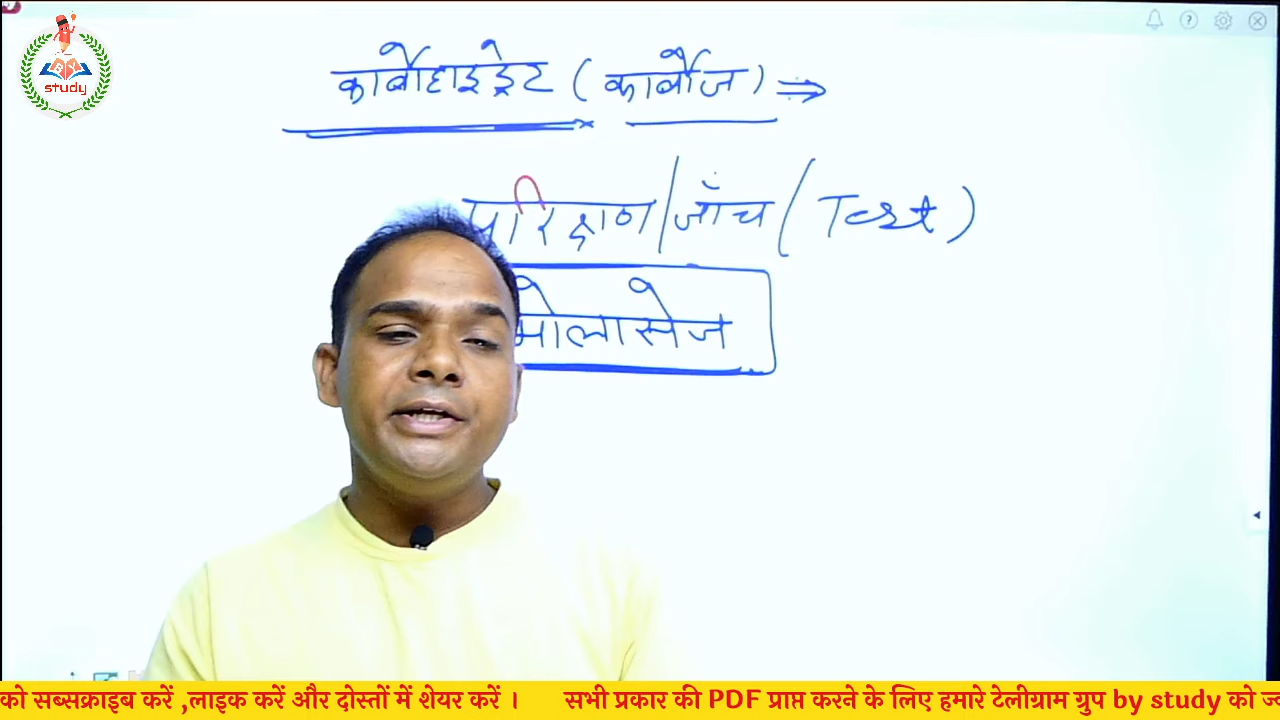 कार्बोहाइड्रेट (कार्बोज) ⇒
परिक्षण/जाँच (Test)
मोलासेज
study
को सब्सक्राइब करें ,लाइक करें और दोस्तों में शेयर करें । सभी प्रकार की PDF प्राप्त करने के लिए हमारे टेलीग्राम ग्रुप by study को